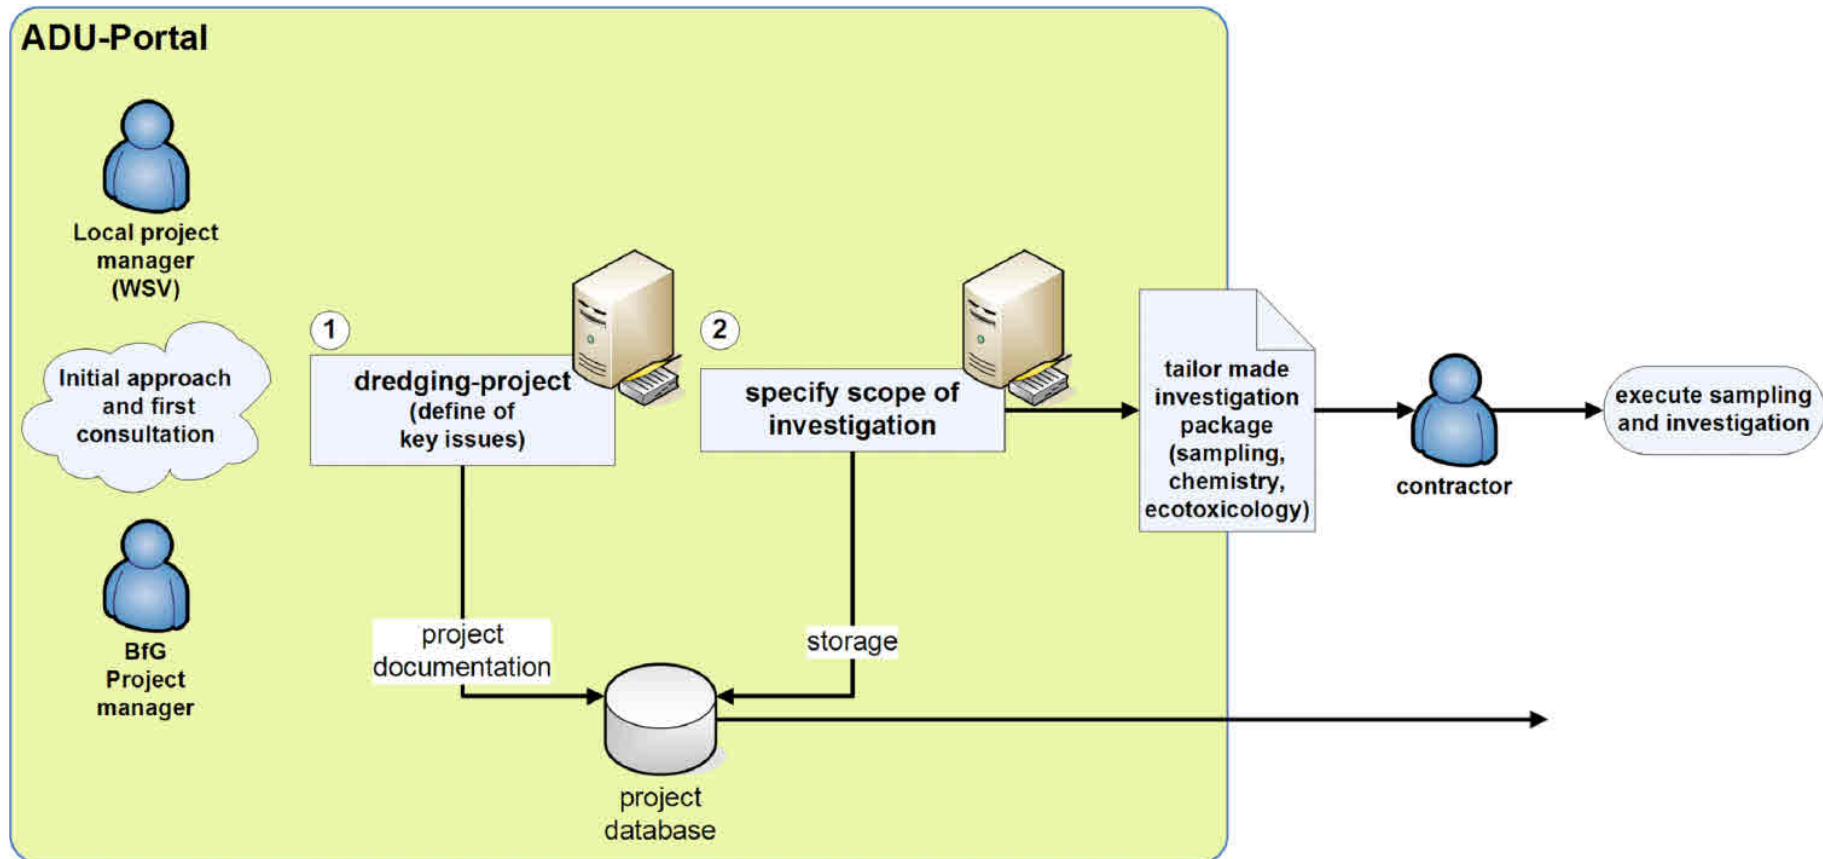 ADU-Portal
Local project
manager
(WSV)
Initial approach
and first
consultation
BfG
Project
manager
1
dredging-project
(define of
key issues)
2
specify scope of
investigation
project
documentation
storage
project
database
tailor made
investigation
package
(sampling,
chemistry,
ecotoxicology)
contractor
execute sampling
and investigation